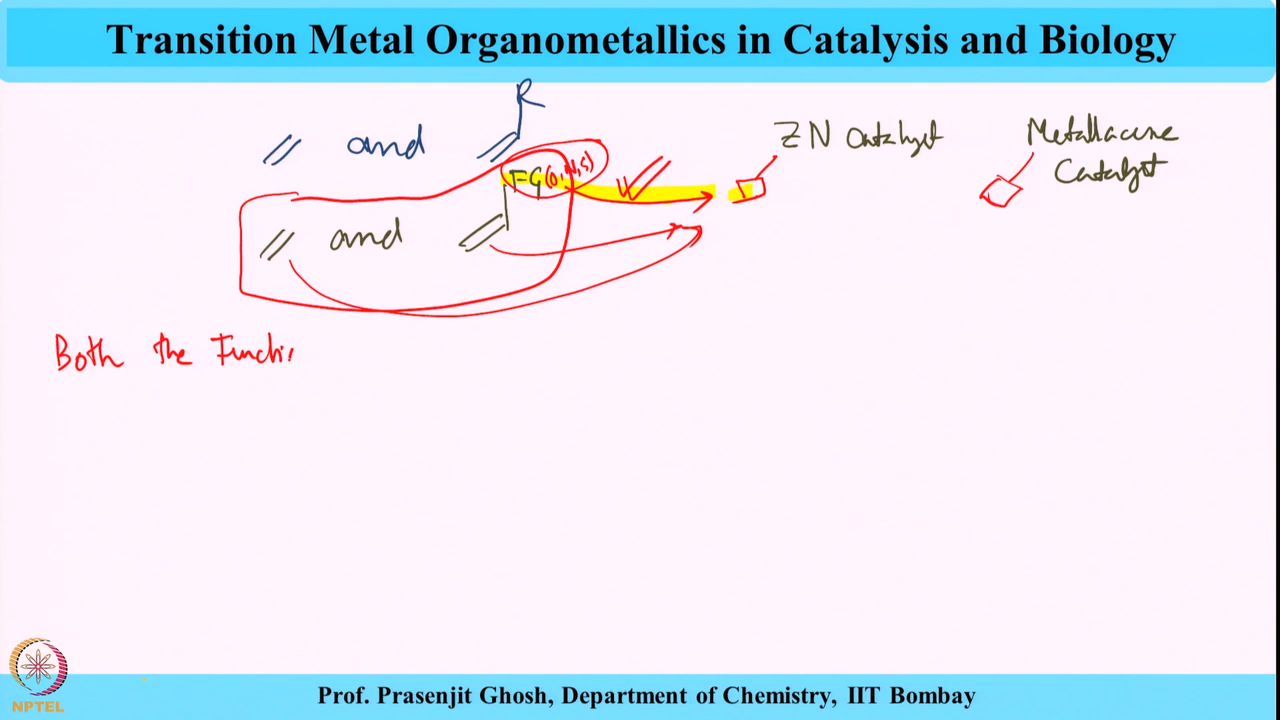 Transition Metal Organometallics in Catalysis and Biology
R
and
ZN Catalyst
Metallacene
Catalyst
FG(O,N,S)
and
Both the Functi
NPTEL
Prof. Prasenjit Ghosh, Department of Chemistry, IIT Bombay